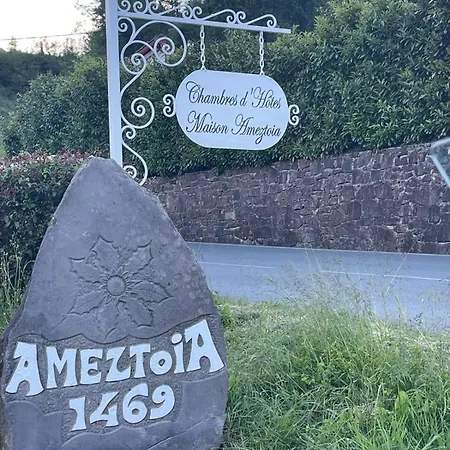 Chambres d'Hôtes
Maison Ameztoia
AMEZTOIA
1469